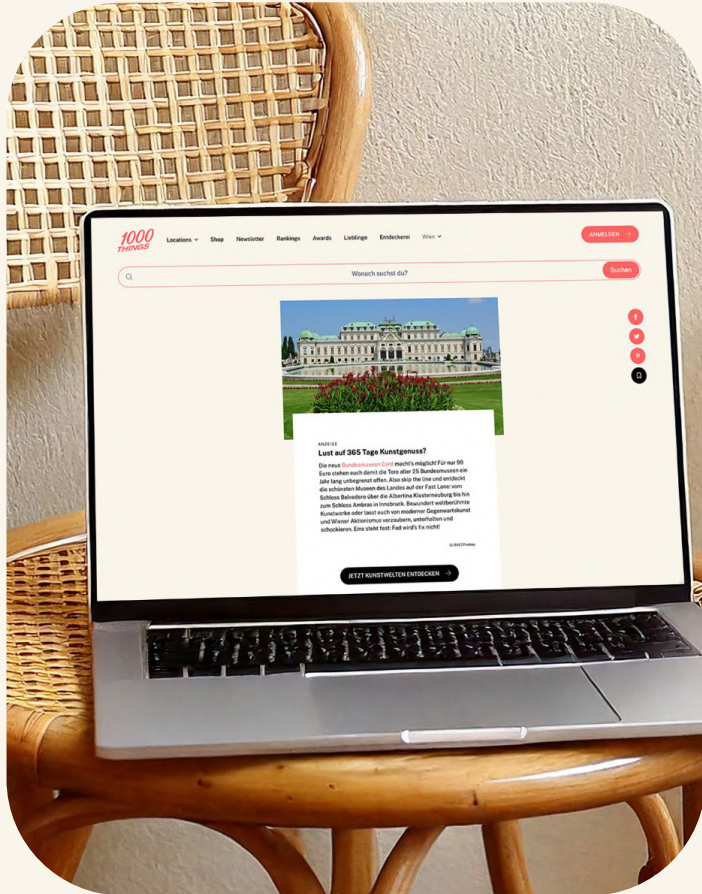 1000
THINGS
Locations
Shop
Newsletter
Rankings
Awards
Lieblinge
Entdeckerei
Wien
ANMELDEN
Wonach suchst du?
Suchen
ANZEIGE
Lust auf 365 Tage Kunstgenuss?
Die neue Bundesmuseen Card macht's möglich! Für nur 99
Euro stehen euch damit die Tore aller 25 Bundesmuseen ein
Jahr lang unbegrenzt offen. Also skip the line und entdeckt
die schönsten Museen des Landes auf der Fast Lane: vom
Schloss Belvedere über die Albertina Klosterneuburg bis hin
zum Schloss Ambras in Innsbruck. Bewundert weltberühmte
Kunstwerke oder lasst euch von moderner Gegenwartskunst
und Wiener Aktionismus verzaubern, unterhalten und
schockieren. Eins steht fest: Fad wird's fix nicht!
JETZT KUNSTWELTEN ENTDECKEN